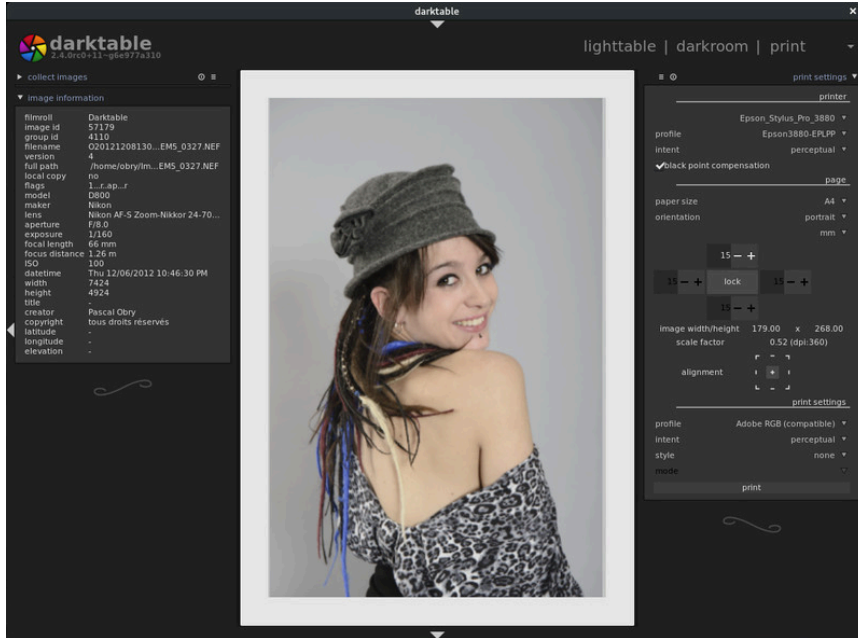 darktable
darktable
2.4.0rc0+11~g6e977a310
lighttable | darkroom | print
collect images
image information
filmroll Darktable
image id 57179
group id 4110
filename O20121208130...EM5_0327.NEF
version 4
full path /home/obry/Im...EM5_0327.NEF
local copy no
flags 1...r..ap...r
model D800
maker Nikon
lens Nikon AF-S Zoom-Nikkor 24-70...
aperture F/8.0
exposure 1/160
focal length 66 mm
focus distance 1.26 m
ISO 100
datetime Thu 12/06/2012 10:46:30 PM
width 7424
height 4924
title -
creator Pascal Obry
copyright tous droits réservés
latitude -
longitude -
elevation -
print settings
printer
Epson_Stylus_Pro_3880
profile Epson3880-EPLPP
intent perceptual
black point compensation
page
paper size A4
orientation portrait
mm
15 − +
15 − + lock 15 − +
15 − +
image width/height 179.00 x 268.00
scale factor 0.52 (dpi:360)
alignment
print settings
profile Adobe RGB (compatible)
intent perceptual
style none
mode
print